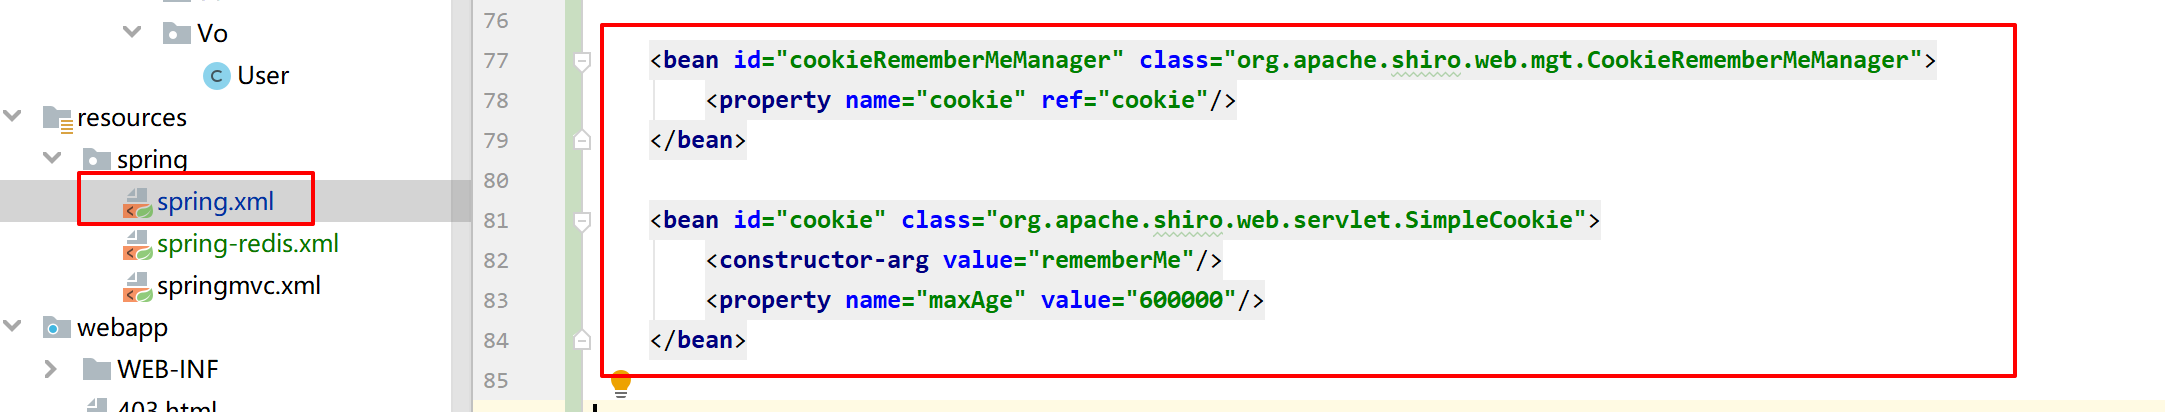 Vo
C User
resources
spring
spring.xml
spring-redis.xml
springmvc.xml
webapp
WEB-INF
403.html
76
77 <bean id="cookieRememberMeManager" class="org.apache.shiro.web.mgt.CookieRememberMeManager">
78 <property name="cookie" ref="cookie"/>
79 </bean>
80
81 <bean id="cookie" class="org.apache.shiro.web.servlet.SimpleCookie">
82 <constructor-arg value="rememberMe"/>
83 <property name="maxAge" value="600000"/>
84 </bean>
85